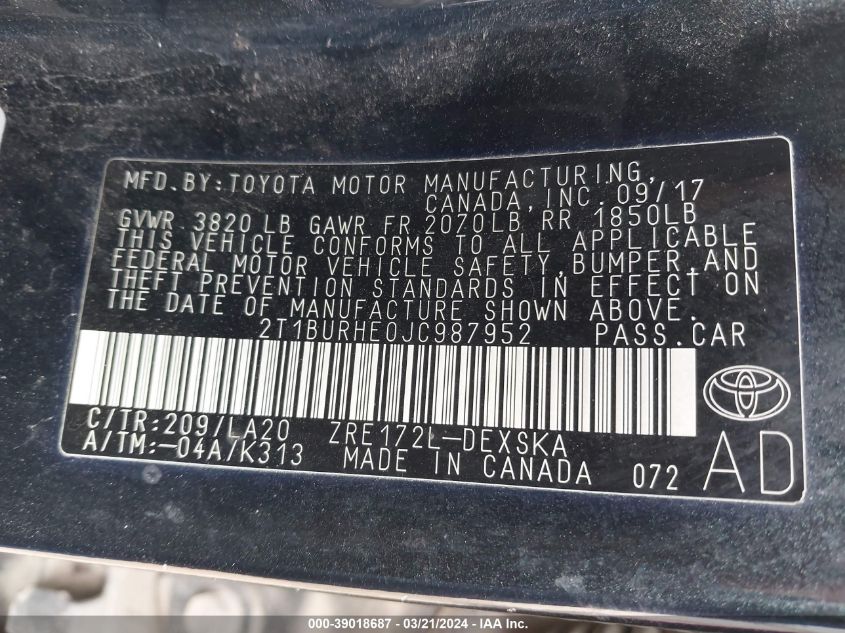 MFD.BY:TOYOTA MOTOR MANUFACTURING,
CANADA, INC. 09/17
GVWR 3820 LB GAWR FR 2070LB RR 1850LB
THIS VEHICLE CONFORMS TO ALL APPLICABLE
FEDERAL MOTOR VEHICLE SAFETY,BUMPER,AND
THEFT PREVENTION STANDARDS IN EFFECT ON
THE DATE OF MANUFACTURE SHOWN ABOVE.
2T1BURHE0JC987952 PASS.CAR
C/TR:209/LA20 ZRE172L-DEXSKA
A/TM:-04A/K313 MADE IN CANADA 072
AD
000-39018687 - 03/21/2024 - IAA, Inc.